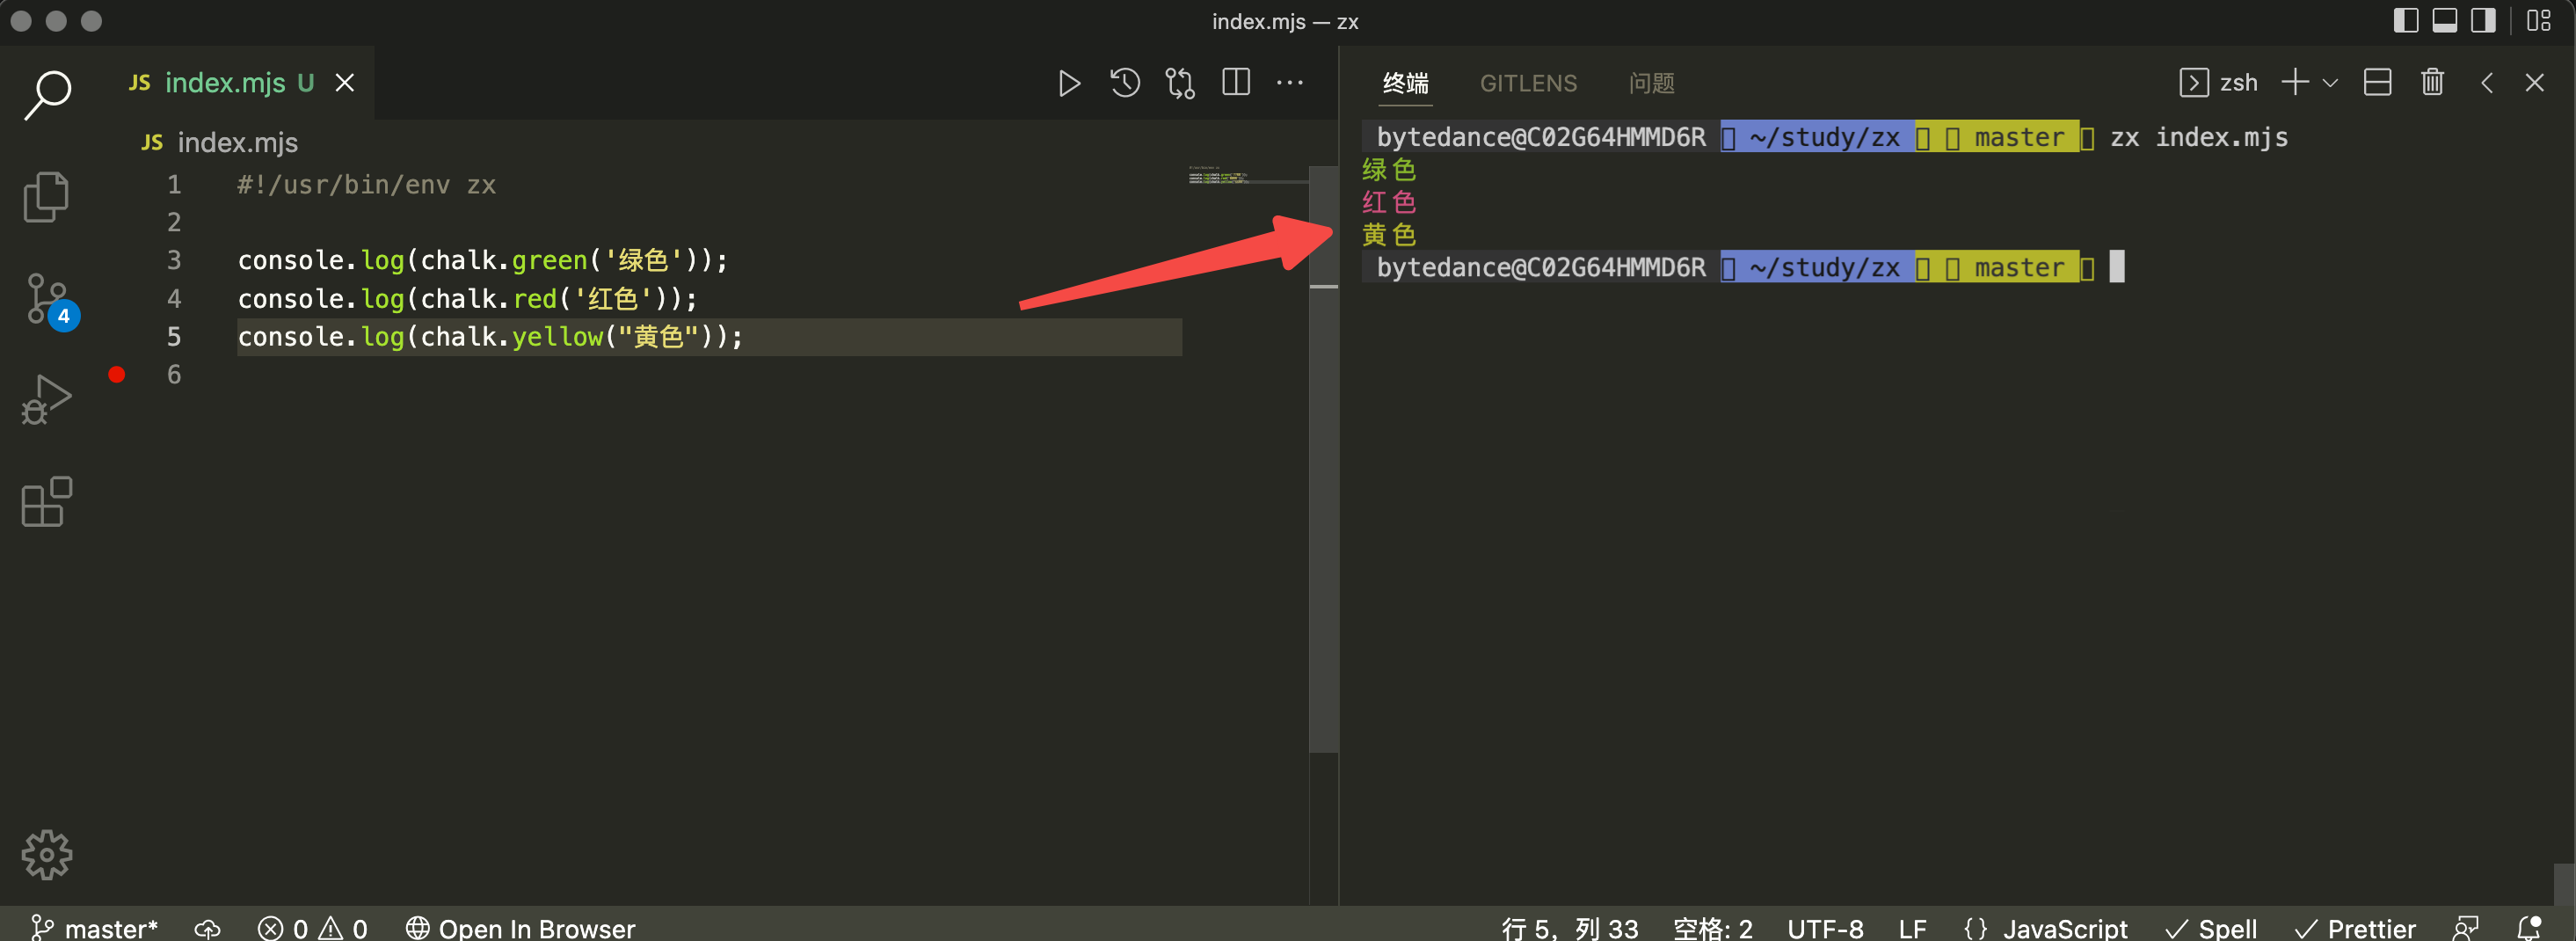 index.mjs — zx
JS index.mjs U
JS index.mjs
1 #!/usr/bin/env zx
2
3 console.log(chalk.green('绿色'));
4 console.log(chalk.red('红色'));
5 console.log(chalk.yellow("黄色"));
6
4
终端 GITLENS 问题
zsh
bytedance@C02G64HMMD6R ~/study/zx master zx index.mjs
绿色
红色
黄色
bytedance@C02G64HMMD6R ~/study/zx master
master* 0 0 Open In Browser 行 5，列 33 空格: 2 UTF-8 LF {} JavaScript Spell Prettier